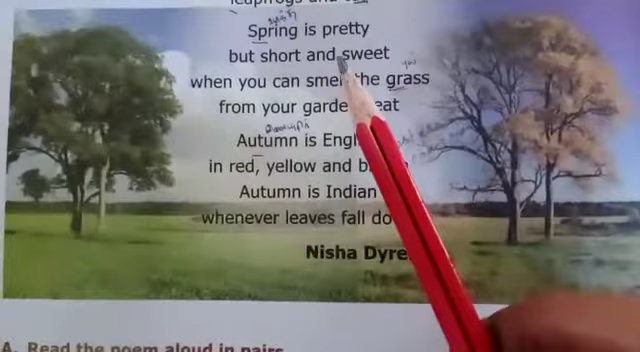 leapfrogs and
Spring is pretty
but short and sweet
when you can smell the grass
from your garden seat
Autumn is Engl
in red, yellow and b
Autumn is Indian
whenever leaves fall do
Nisha Dyre
A. Read the poem aloud in pairs